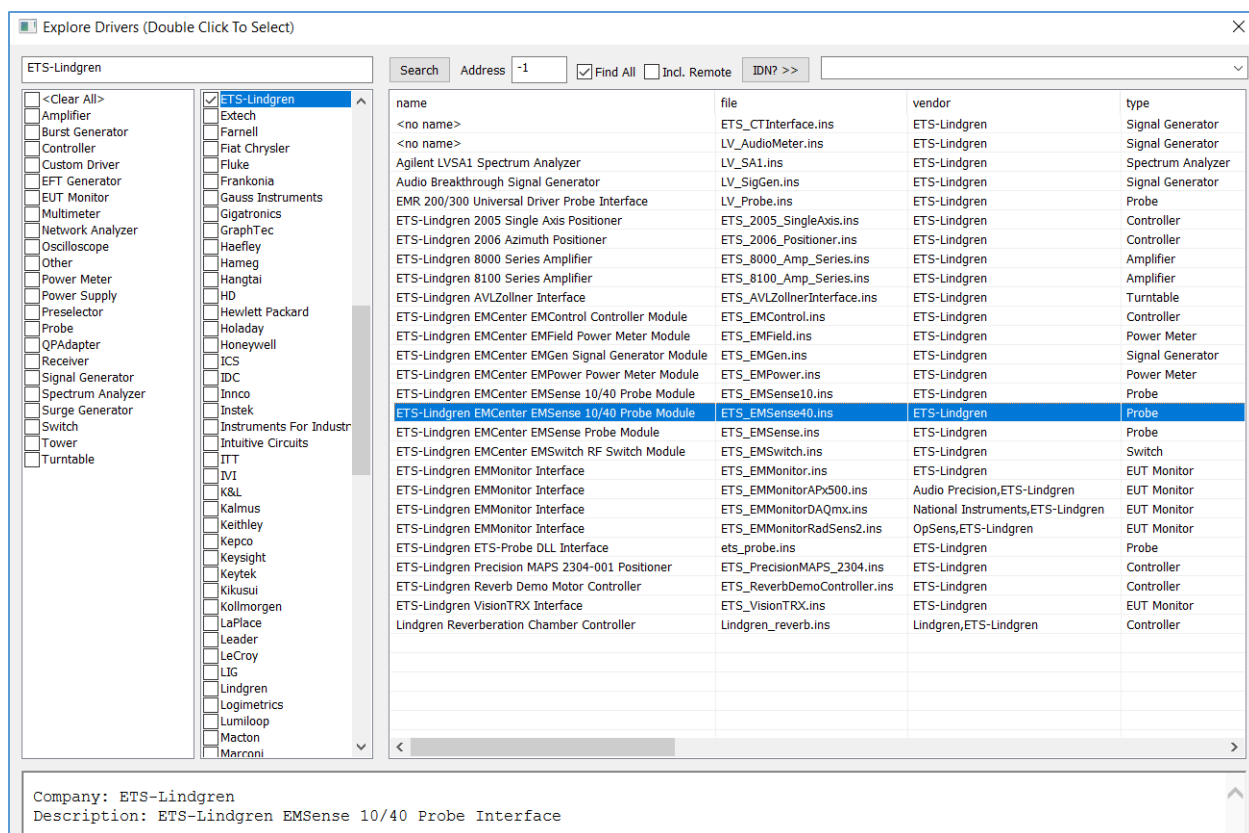 Explore Drivers (Double Click To Select)
ETS-Lindgren
Search Address -1 Find All Incl. Remote IDN? >>
<Clear All>
Amplifier
Burst Generator
Controller
Custom Driver
EFT Generator
EUT Monitor
Multimeter
Network Analyzer
Oscilloscope
Other
Power Meter
Power Supply
Preselector
Probe
QPAdapter
Receiver
Signal Generator
Spectrum Analyzer
Surge Generator
Switch
Tower
Turntable
ETS-Lindgren
Extech
Farnell
Fiat Chrysler
Fluke
Frankonia
Gauss Instruments
Gigatronics
GraphTec
Haefley
Hameg
Hangtai
HD
Hewlett Packard
Holaday
Honeywell
ICS
IDC
Innco
Instek
Instruments For Industr
Intuitive Circuits
ITT
IVI
K&L
Kalmus
Keithley
Kepco
Keysight
Keytek
Kikusui
Kollmorgen
LaPlace
Leader
LeCroy
LIG
Lindgren
Logimetrics
Lumiloop
Macton
Marconi
name file vendor type
<no name> ETS_CTInterface.ins ETS-Lindgren Signal Generator
<no name> LV_AudioMeter.ins ETS-Lindgren Signal Generator
Agilent LVSA1 Spectrum Analyzer LV_SA1.ins ETS-Lindgren Spectrum Analyzer
Audio Breakthrough Signal Generator LV_SigGen.ins ETS-Lindgren Signal Generator
EMR 200/300 Universal Driver Probe Interface LV_Probe.ins ETS-Lindgren Probe
ETS-Lindgren 2005 Single Axis Positioner ETS_2005_SingleAxis.ins ETS-Lindgren Controller
ETS-Lindgren 2006 Azimuth Positioner ETS_2006_Positioner.ins ETS-Lindgren Controller
ETS-Lindgren 8000 Series Amplifier ETS_8000_Amp_Series.ins ETS-Lindgren Amplifier
ETS-Lindgren 8100 Series Amplifier ETS_8100_Amp_Series.ins ETS-Lindgren Amplifier
ETS-Lindgren AVLZollner Interface ETS_AVLZollnerInterface.ins ETS-Lindgren Turntable
ETS-Lindgren EMCenter EMControl Controller Module ETS_EMControl.ins ETS-Lindgren Controller
ETS-Lindgren EMCenter EMField Power Meter Module ETS_EMField.ins ETS-Lindgren Power Meter
ETS-Lindgren EMCenter EMGen Signal Generator Module ETS_EMGen.ins ETS-Lindgren Signal Generator
ETS-Lindgren EMCenter EMPower Power Meter Module ETS_EMPower.ins ETS-Lindgren Power Meter
ETS-Lindgren EMCenter EMSense 10/40 Probe Module ETS_EMSense10.ins ETS-Lindgren Probe
ETS-Lindgren EMCenter EMSense 10/40 Probe Module ETS_EMSense40.ins ETS-Lindgren Probe
ETS-Lindgren EMCenter EMSense Probe Module ETS_EMSense.ins ETS-Lindgren Probe
ETS-Lindgren EMCenter EMSwitch RF Switch Module ETS_EMSwitch.ins ETS-Lindgren Switch
ETS-Lindgren EMMonitor Interface ETS_EMMonitor.ins ETS-Lindgren EUT Monitor
ETS-Lindgren EMMonitor Interface ETS_EMMonitorAPx500.ins Audio Precision,ETS-Lindgren EUT Monitor
ETS-Lindgren EMMonitor Interface ETS_EMMonitorDAQmx.ins National Instruments,ETS-Lindgren EUT Monitor
ETS-Lindgren EMMonitor Interface ETS_EMMonitorRadSens2.ins OpSens,ETS-Lindgren EUT Monitor
ETS-Lindgren ETS-Probe DLL Interface ets_probe.ins ETS-Lindgren Probe
ETS-Lindgren Precision MAPS 2304-001 Positioner ETS_PrecisionMAPS_2304.ins ETS-Lindgren Controller
ETS-Lindgren Reverb Demo Motor Controller ETS_ReverbDemoController.ins ETS-Lindgren Controller
ETS-Lindgren VisionTRX Interface ETS_VisionTRX.ins ETS-Lindgren EUT Monitor
Lindgren Reverberation Chamber Controller Lindgren_reverb.ins Lindgren,ETS-Lindgren Controller
Company: ETS-Lindgren
Description: ETS-Lindgren EMSense 10/40 Probe Interface